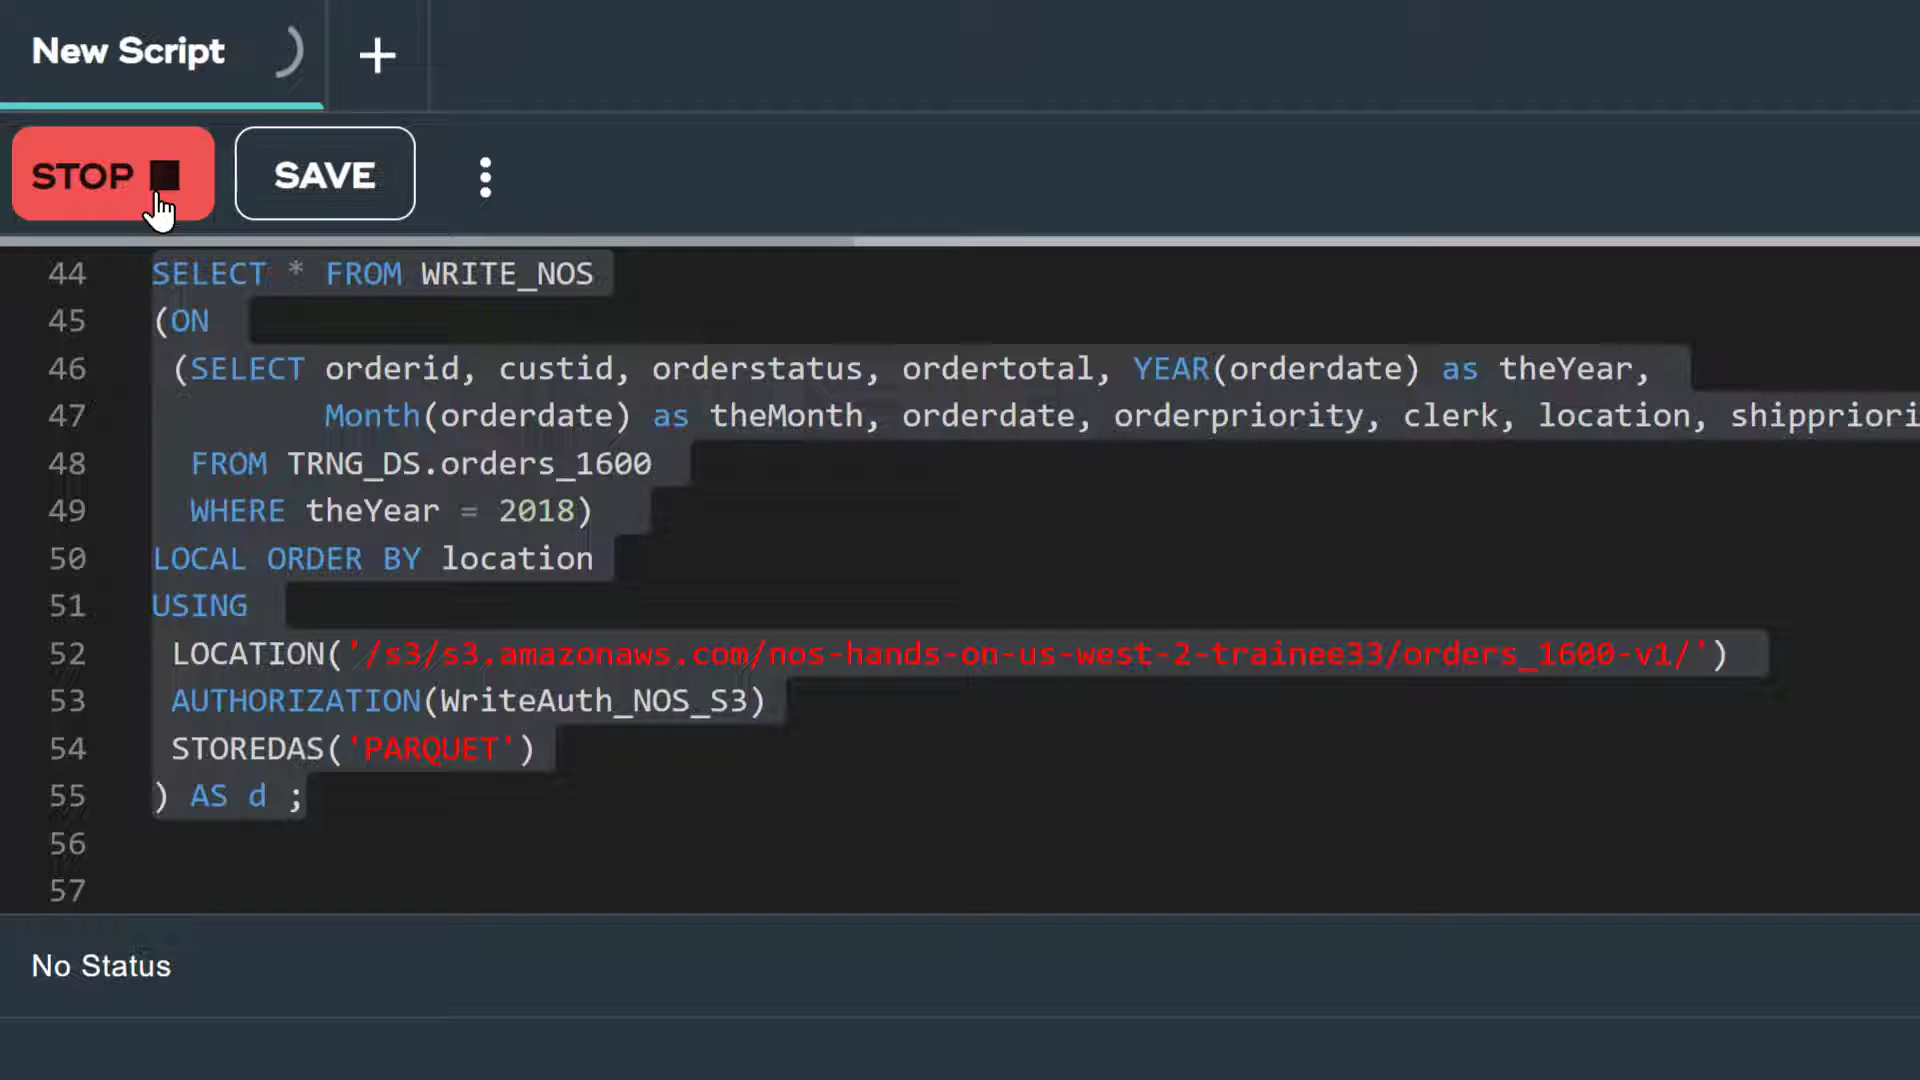 New Script
STOP SAVE
44 SELECT * FROM WRITE_NOS
45 (ON
46 (SELECT orderid, custid, orderstatus, ordertotal, YEAR(orderdate) as theYear,
47 Month(orderdate) as theMonth, orderdate, orderpriority, clerk, location, shipppriori
48 FROM TRNG_DS.orders_1600
49 WHERE theYear = 2018)
50 LOCAL ORDER BY location
51 USING
52 LOCATION('/s3/s3.amazonaws.com/nos-hands-on-us-west-2-trainee33/orders_1600-v1/')
53 AUTHORIZATION(WriteAuth_NOS_S3)
54 STOREDAS('PARQUET')
55 ) AS d ;
56
57
No Status